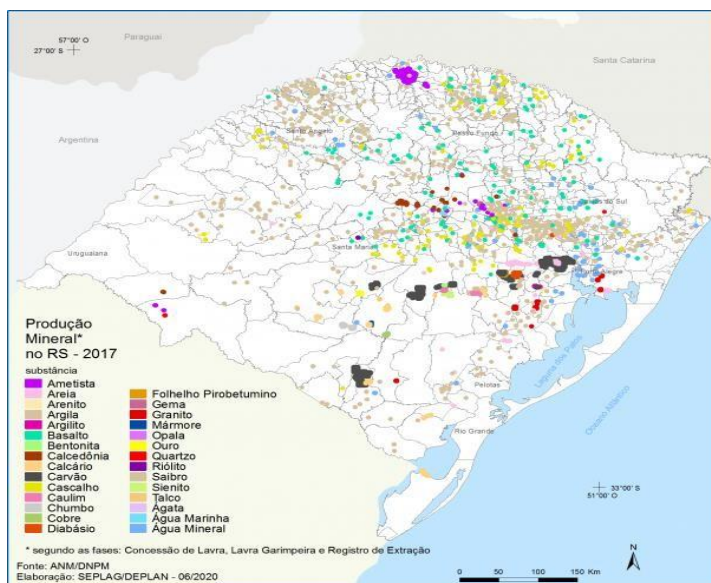 Paraguai
57°00' O
27°00' S
Santa Catarina
Argentina
Santo Ângelo
Passo Fundo
do Sul
Santa Maria
Uruguaiana
Uruguai
Pelotas
Laguna dos Patos
Rio Grande
Oceano Atlântico
33°00' S
51°00' O
Produção
Mineral*
no RS - 2017
substância
Ametista
Areia
Arenito
Argila
Argilito
Basalto
Bentonita
Calcedônia
Calcário
Carvão
Cascalho
Caulim
Chumbo
Cobre
Diabásio
Folhelho Pirobetumino
Gema
Granito
Mármore
Opala
Ouro
Quartzo
Riólito
Saibro
Sienito
Talco
Ágata
Água Marinha
Água Mineral
* segundo as fases: Concessão de Lavra, Lavra Garimpeira e Registro de Extração
Fonte: ANM/DNPM
Elaboração: SEPLAG/DEPLAN - 06/2020
0 50 100 150 Km
N